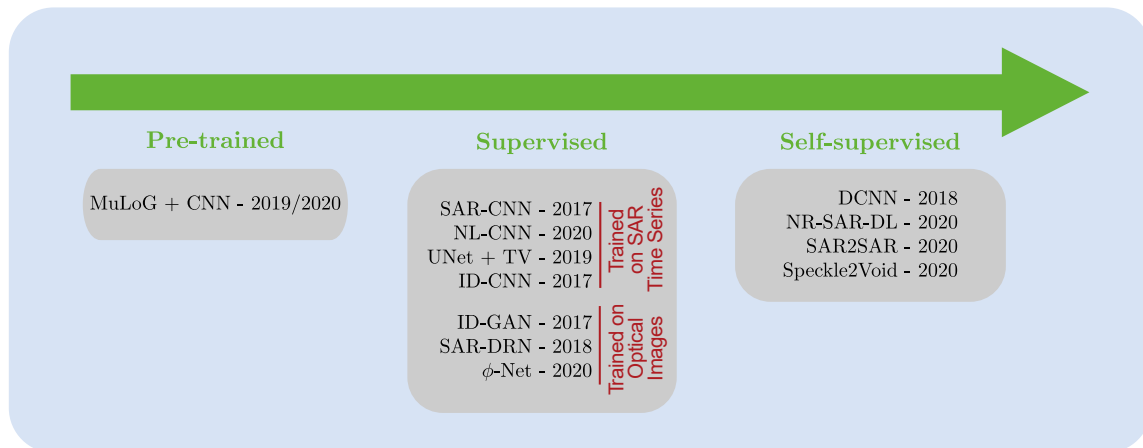 Pre-trained
MuLoG + CNN - 2019/2020
Supervised
SAR-CNN - 2017
NL-CNN - 2020
UNet + TV - 2019
ID-CNN - 2017
Trained
on SAR
Time Series
ID-GAN - 2017
SAR-DRN - 2018
ϕ-Net - 2020
Trained on
Optical
Images
Self-supervised
DCNN - 2018
NR-SAR-DL - 2020
SAR2SAR - 2020
Speckle2Void - 2020